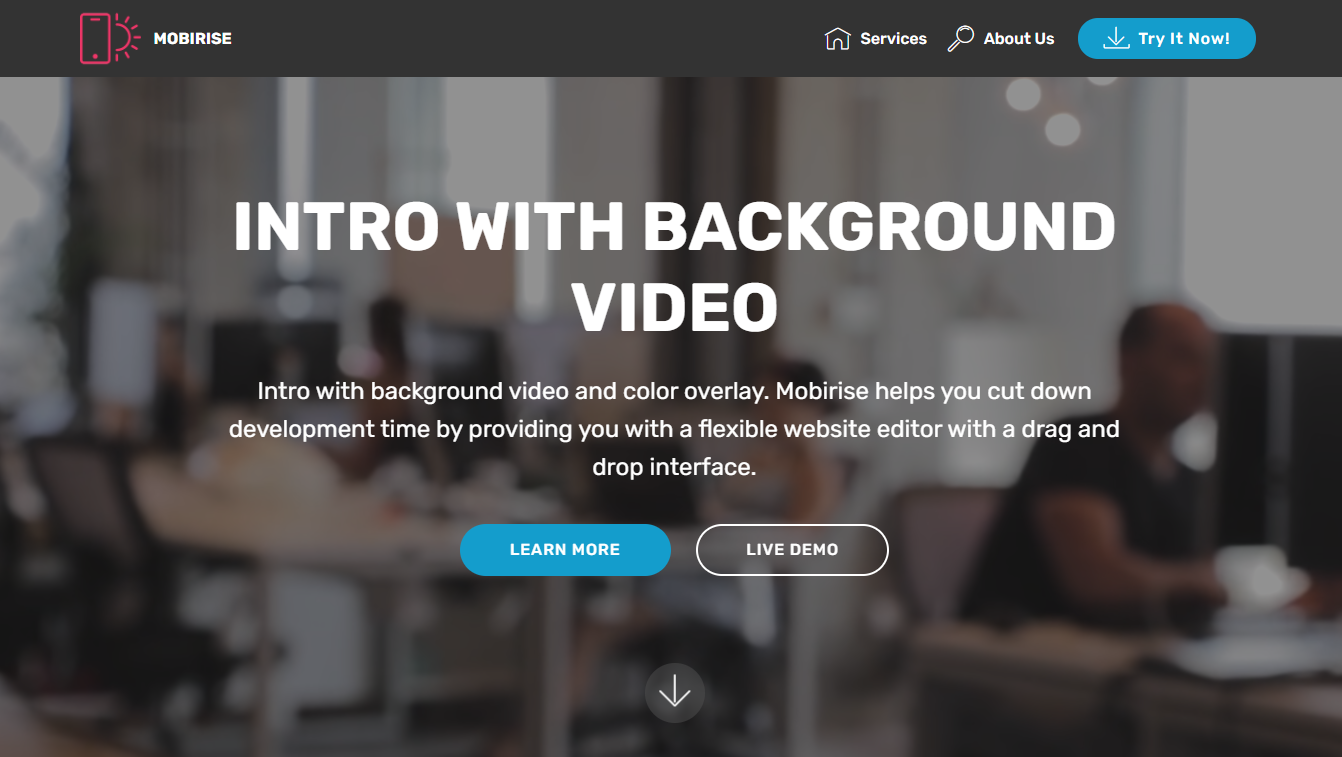 MOBIRISE
Services
About Us
Try It Now!
INTRO WITH BACKGROUND
VIDEO
Intro with background video and color overlay. Mobirise helps you cut down
development time by providing you with a flexible website editor with a drag and
drop interface.
LEARN MORE
LIVE DEMO